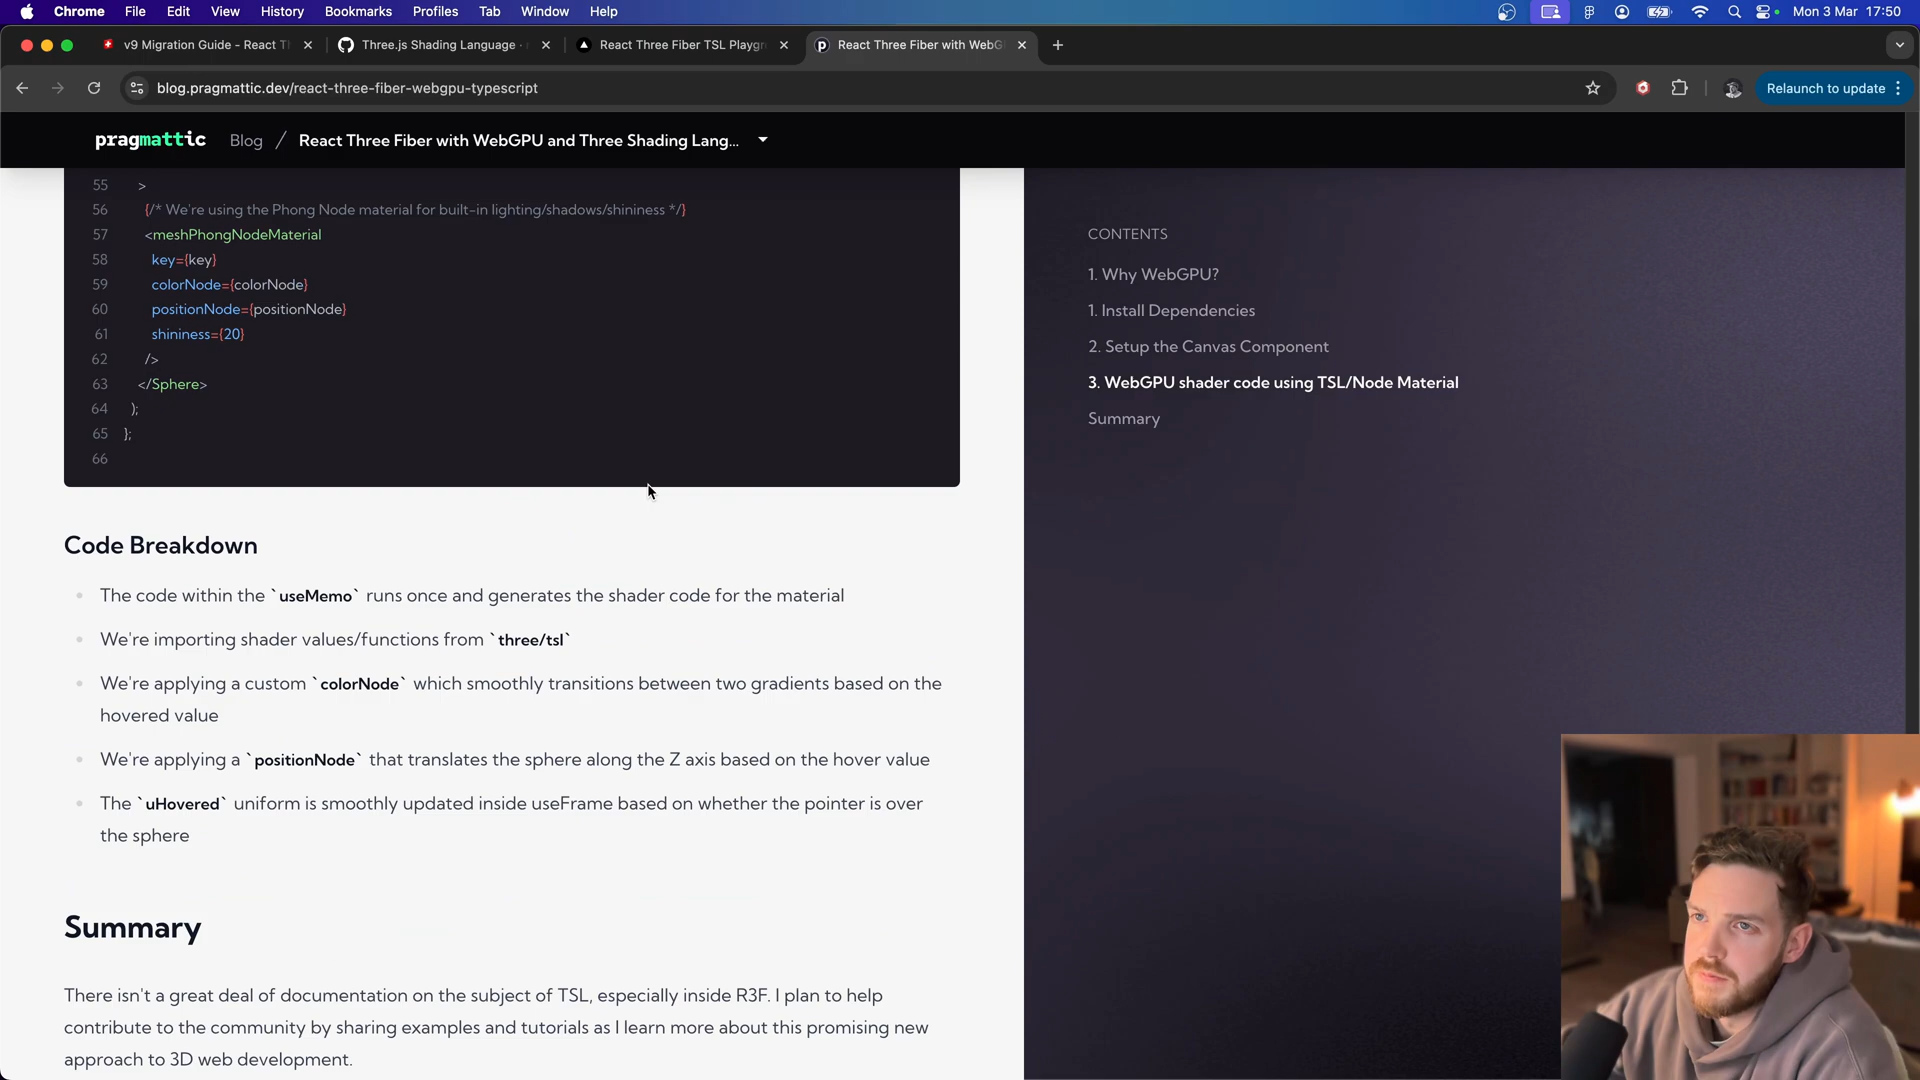 Chrome File Edit View History Bookmarks Profiles Tab Window Help Mon 3 Mar 17:50
v9 Migration Guide - React T Three.js Shading Language · React Three Fiber TSL Playgr React Three Fiber with WebG
blog.pragmattic.dev/react-three-fiber-webgpu-typescript Relaunch to update
pragmattic Blog / React Three Fiber with WebGPU and Three Shading Lang...
55 >
56 {/* We're using the Phong Node material for built-in lighting/shadows/shininess */}
57 <meshPhongNodeMaterial
58 key={key}
59 colorNode={colorNode}
60 positionNode={positionNode}
61 shininess={20}
62 />
63 </Sphere>
64 );
65 };
66
Code Breakdown
• The code within the `useMemo` runs once and generates the shader code for the material
• We're importing shader values/functions from `three/tsl`
• We're applying a custom `colorNode` which smoothly transitions between two gradients based on the
hovered value
• We're applying a `positionNode` that translates the sphere along the Z axis based on the hover value
• The `uHovered` uniform is smoothly updated inside useFrame based on whether the pointer is over
the sphere
Summary
There isn't a great deal of documentation on the subject of TSL, especially inside R3F. I plan to help
contribute to the community by sharing examples and tutorials as I learn more about this promising new
approach to 3D web development.
CONTENTS
1. Why WebGPU?
1. Install Dependencies
2. Setup the Canvas Component
3. WebGPU shader code using TSL/Node Material
Summary